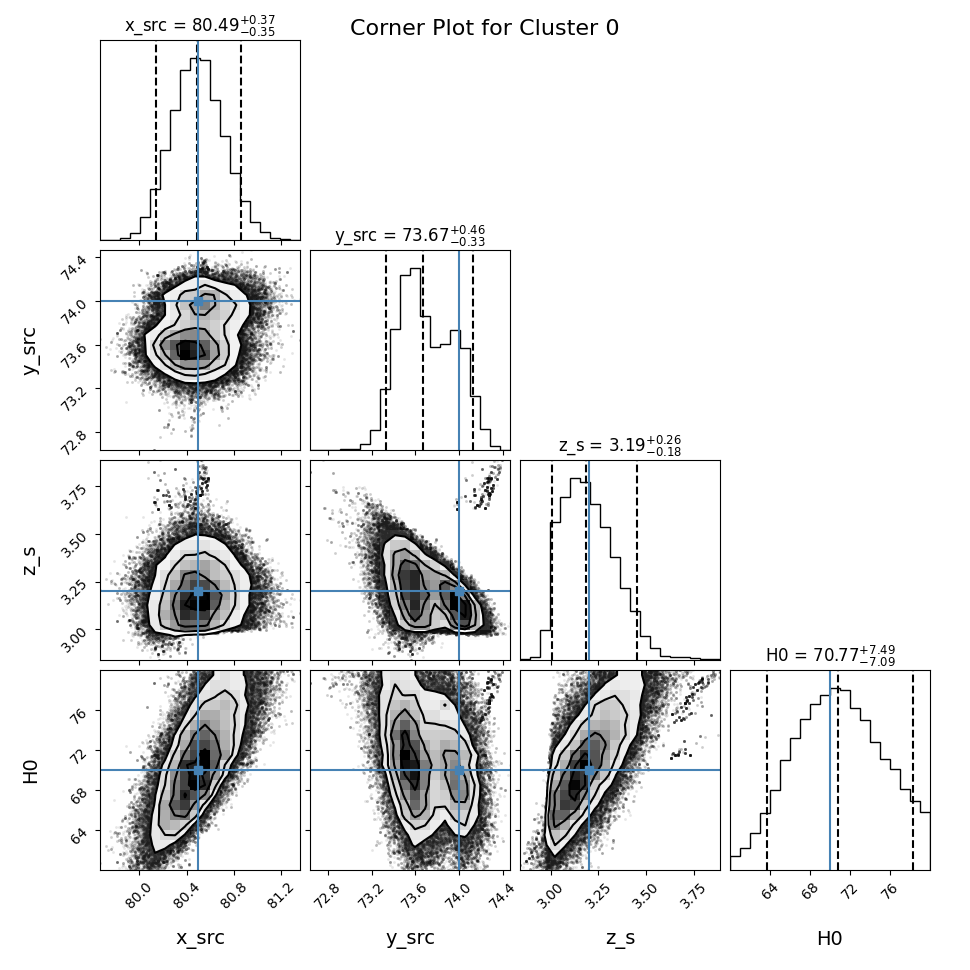 Corner Plot for Cluster 0
x_src = 80.49+0.37−0.35
y_src = 73.67+0.46−0.33
z_s = 3.19+0.26−0.18
H0 = 70.77+7.49−7.09
y_src
74.4
74.0
73.6
73.2
72.8
z_s
3.75
3.50
3.25
3.00
H0
76
72
68
64
80.0 80.4 80.8 81.2
72.8 73.2 73.6 74.0 74.4
3.00 3.25 3.50 3.75
64 68 72 76
x_src y_src z_s H0